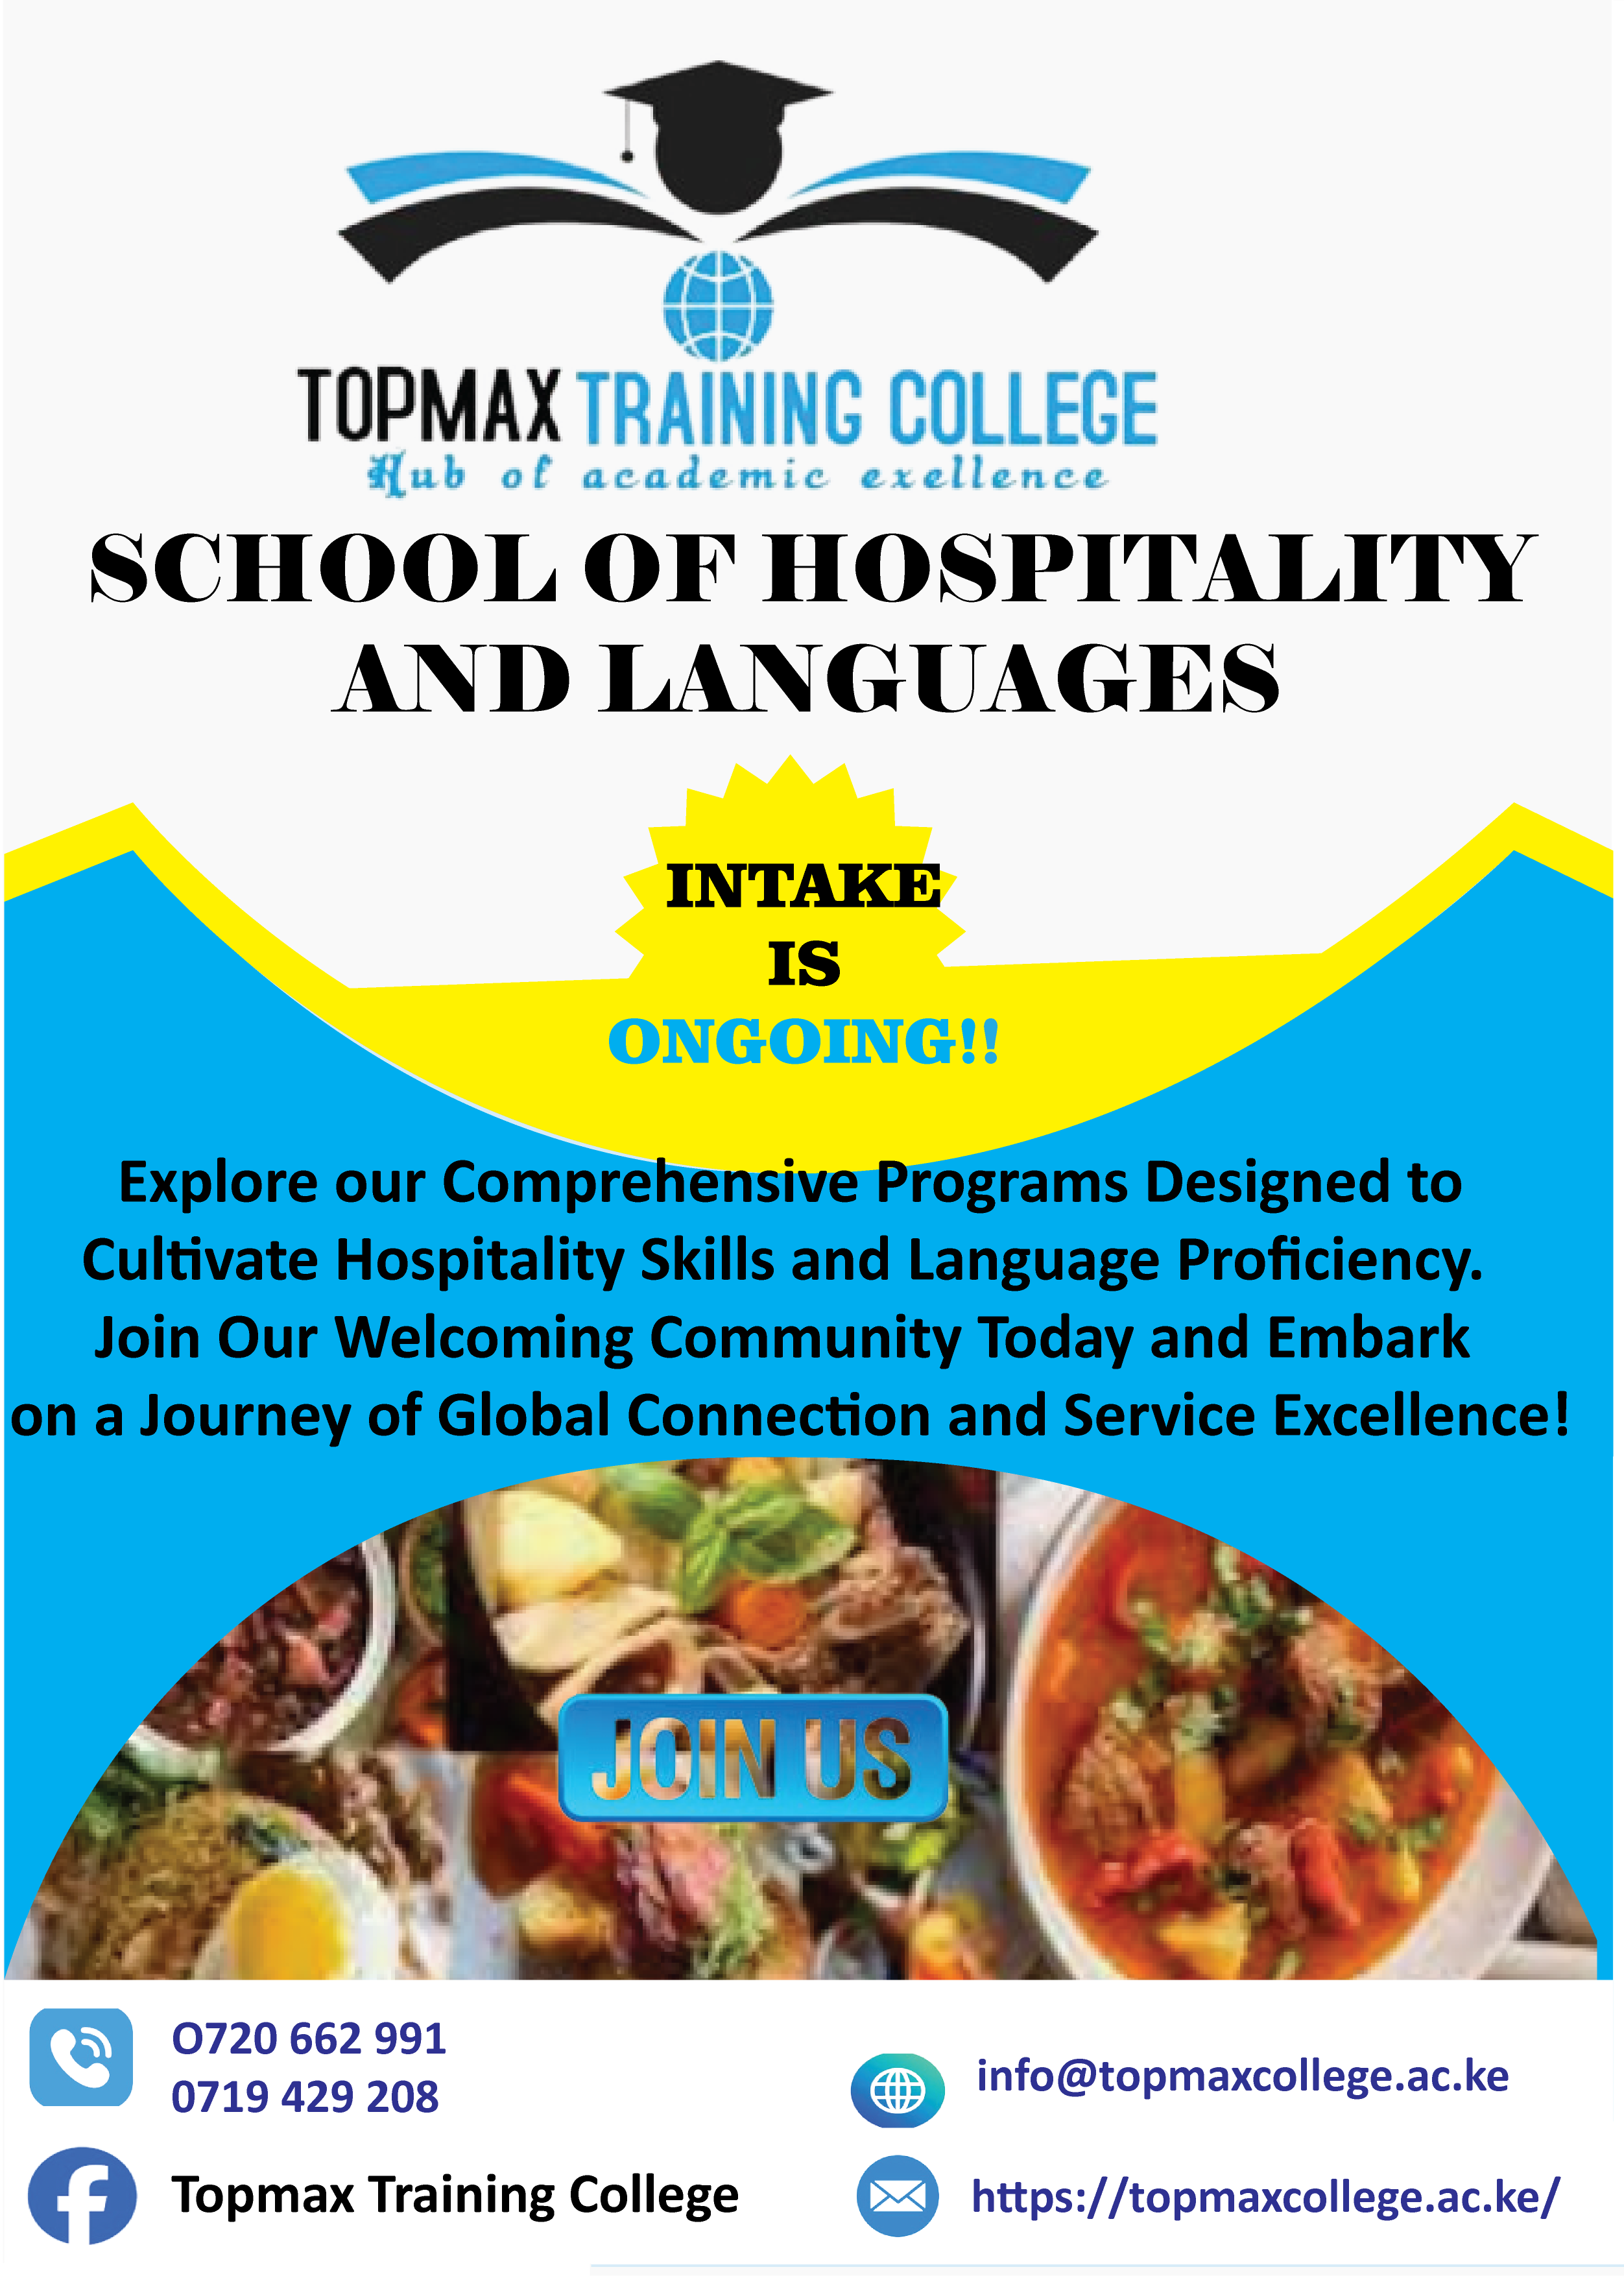 TOPMAX TRAINING COLLEGE
Hub of academic exellence
SCHOOL OF HOSPITALITY
AND LANGUAGES
INTAKE
IS
ONGOING!!
Explore our Comprehensive Programs Designed to
Cultivate Hospitality Skills and Language Proficiency.
Join Our Welcoming Community Today and Embark
on a Journey of Global Connection and Service Excellence!
JOIN US
O720 662 991
0719 429 208
info@topmaxcollege.ac.ke
Topmax Training College
https://topmaxcollege.ac.ke/